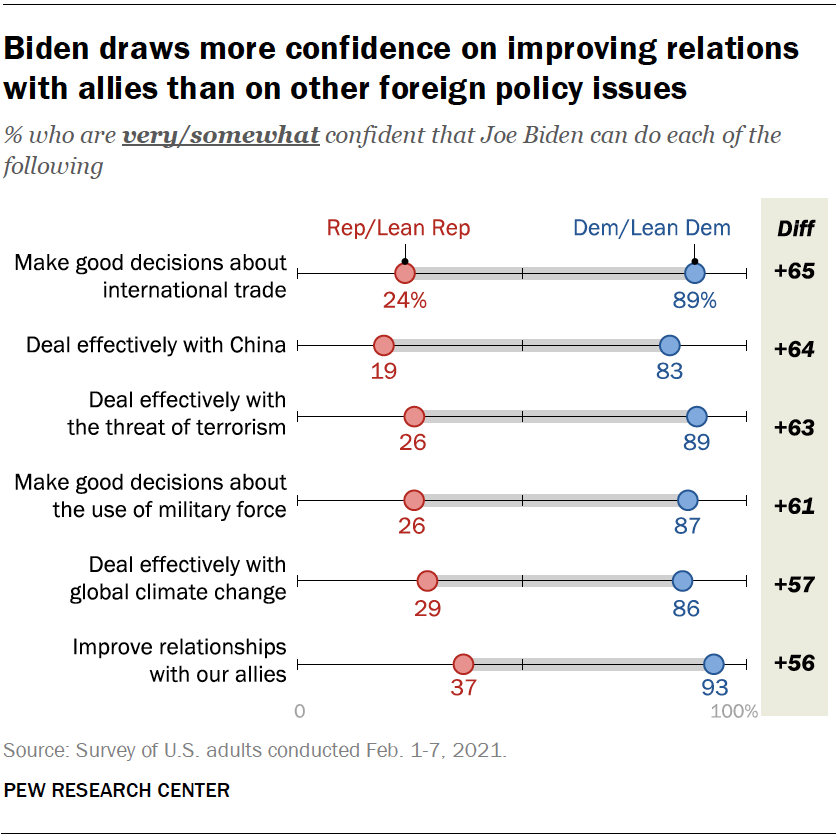 Biden draws more confidence on improving relations
with allies than on other foreign policy issues
% who are very/somewhat confident that Joe Biden can do each of the
following
Rep/Lean Rep
Dem/Lean Dem
Diff
Make good decisions about
international trade
24%
89%
+65
Deal effectively with China
19
83
+64
Deal effectively with
the threat of terrorism
26
89
+63
Make good decisions about
the use of military force
26
87
+61
Deal effectively with
global climate change
29
86
+57
Improve relationships
with our allies
37
93
+56
0
100%
Source: Survey of U.S. adults conducted Feb. 1-7, 2021.
PEW RESEARCH CENTER